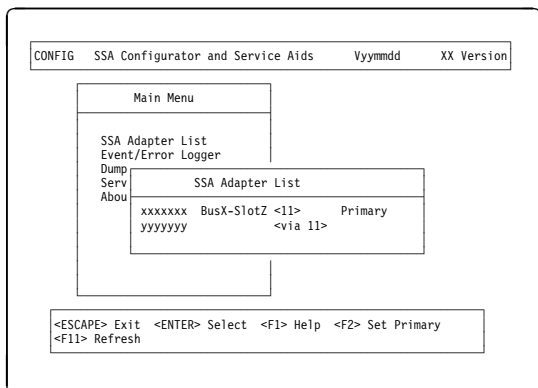 CONFIG SSA Configurator and Service Aids Vyymmdd XX Version
Main Menu
SSA Adapter List
Event/Error Logger
Dump
Serv
Abou
SSA Adapter List
xxxxxxx BusX-SlotZ <11> Primary
yyyyyyy <via 11>
<ESCAPE> Exit <ENTER> Select <F1> Help <F2> Set Primary
<F11> Refresh